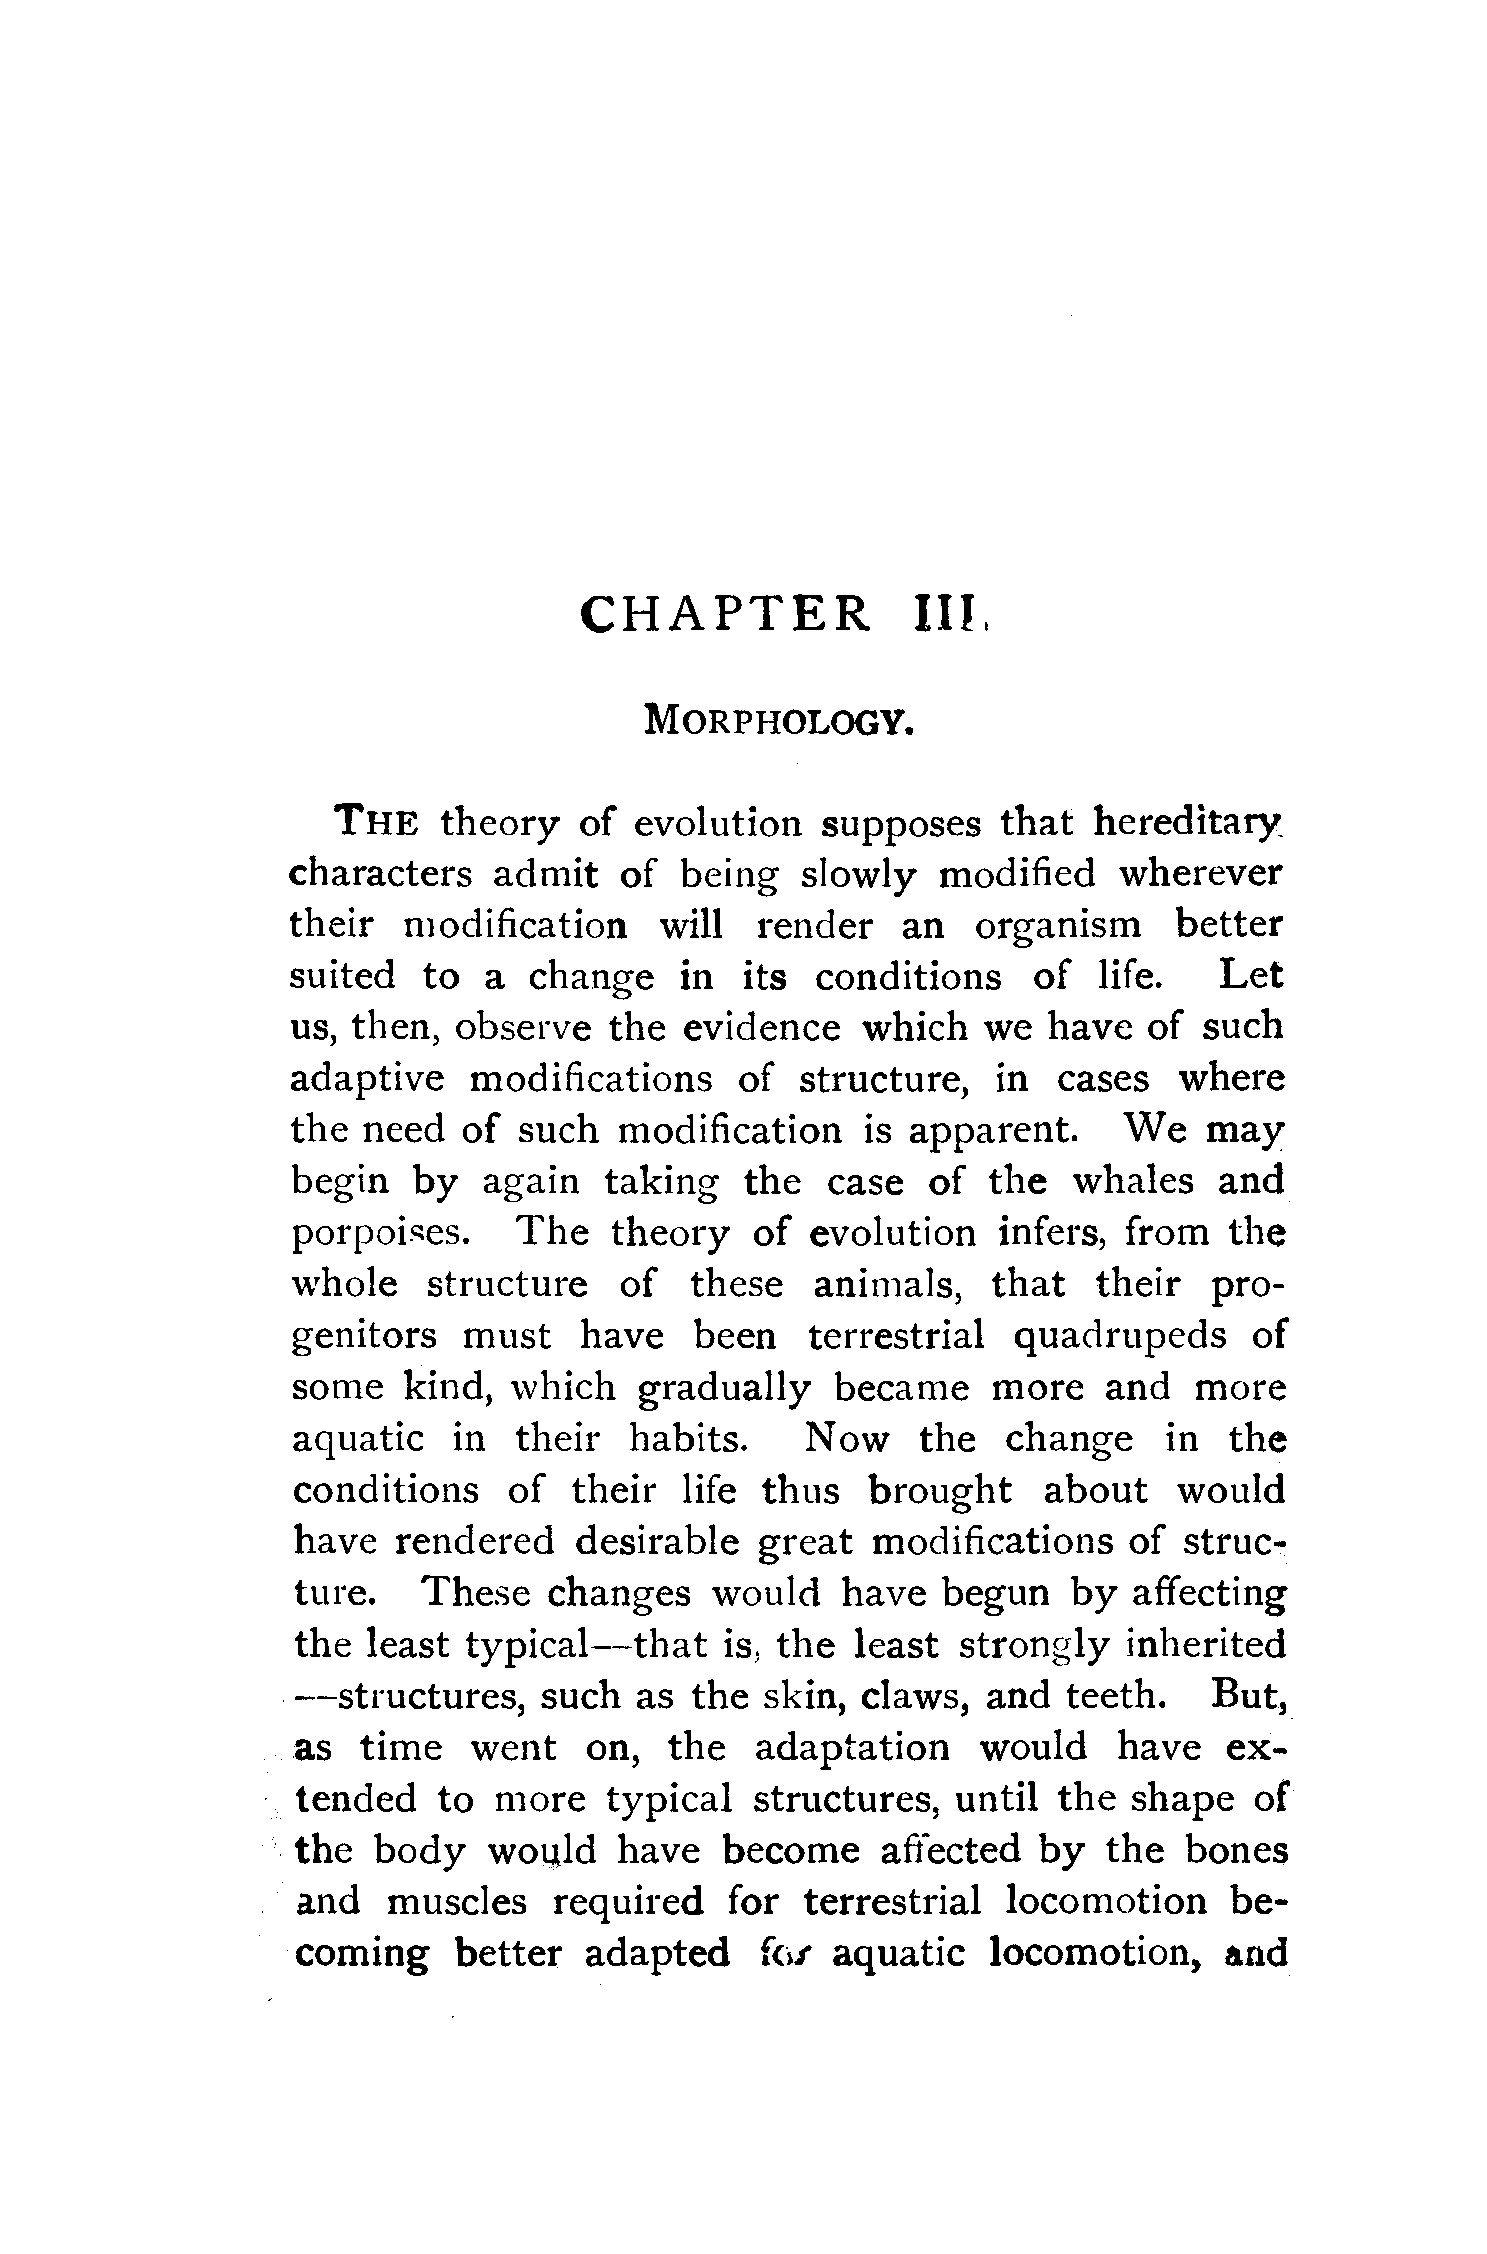 CHAPTER III.
MORPHOLOGY.
THE theory of evolution supposes that hereditary
characters admit of being slowly modified wherever
their modification will render an organism better
suited to a change in its conditions of life. Let
us, then, observe the evidence which we have of such
adaptive modifications of structure, in cases where
the need of such modification is apparent. We may
begin by again taking the case of the whales and
porpoises. The theory of evolution infers, from the
whole structure of these animals, that their pro-
genitors must have been terrestrial quadrupeds of
some kind, which gradually became more and more
aquatic in their habits. Now the change in the
conditions of their life thus brought about would
have rendered desirable great modifications of struc-
ture. These changes would have begun by affecting
the least typical—that is, the least strongly inherited
—structures, such as the skin, claws, and teeth. But,
as time went on, the adaptation would have ex-
tended to more typical structures, until the shape of
the body would have become affected by the bones
and muscles required for terrestrial locomotion be-
coming better adapted for aquatic locomotion, and